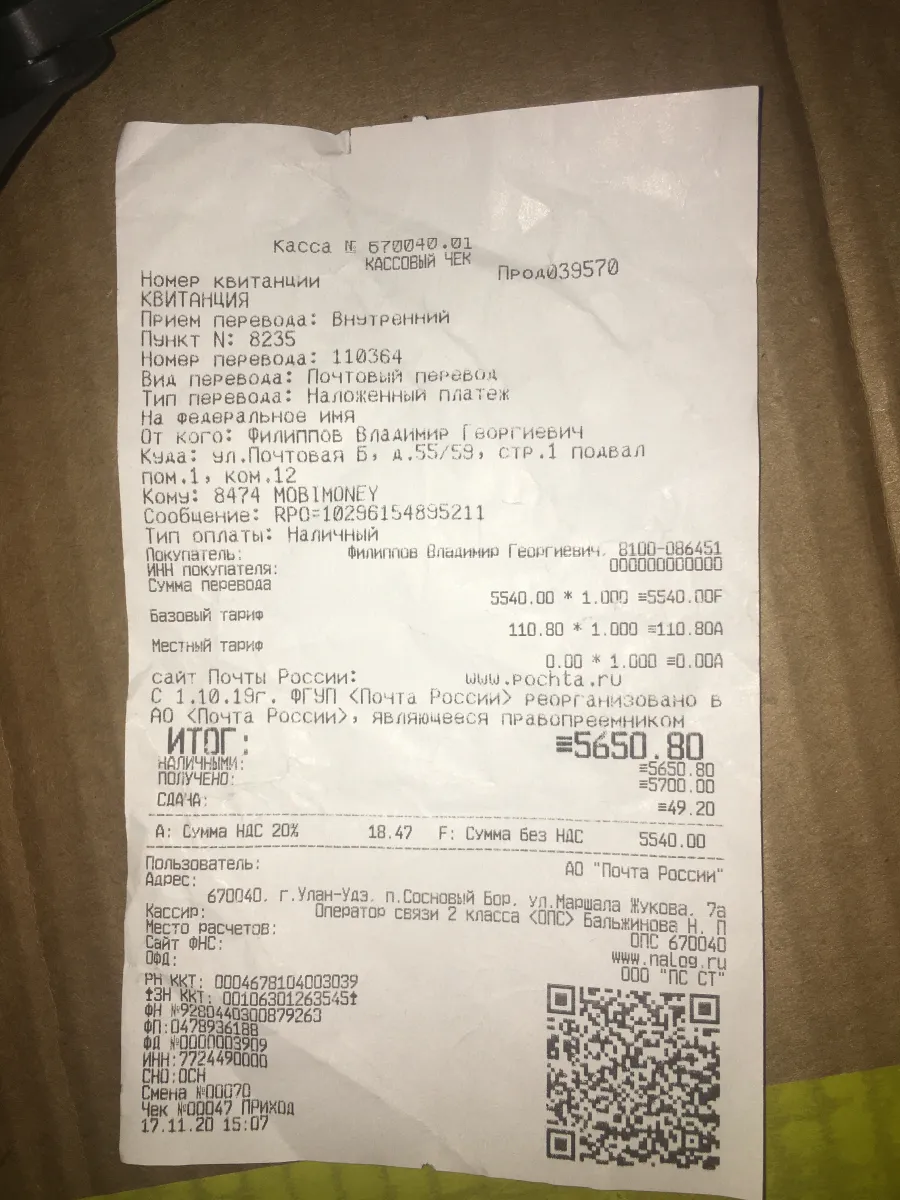 Касса № 670040.01
КАССОВЫЙ ЧЕК
Номер квитанции Прод039570
КВИТАНЦИЯ
Прием перевода: Внутренний
Пункт N: 8235
Номер перевода: 110364
Вид перевода: Почтовый перевод
Тип перевода: Наложенный платеж
На федеральное имя
От кого: Филиппов Владимир Георгиевич
Куда: ул.Почтовая Б, д.55/59, стр.1 подвал
пом.1, ком.12
Кому: 8474 MOBIMONEY
Сообщение: RPO=10296154895211
Тип оплаты: Наличный
Покупатель: Филиппов Владимир Георгиевич, 8100-086451
ИНН покупателя: 000000000000
Сумма перевода
5540.00 * 1.000 ≡5540.00F
Базовый тариф
110.80 * 1.000 ≡110.80A
Местный тариф
0.00 * 1.000 ≡0.00A
сайт Почты России: www.pochta.ru
С 1.10.19г. ФГУП <Почта России> реорганизовано в
АО <Почта России>, являющееся правопреемником
ИТОГ: ≡5650.80
НАЛИЧНЫМИ: ≡5650.80
ПОЛУЧЕНО: ≡5700.00
СДАЧА: ≡49.20
A: Сумма НДС 20% 18.47 F: Сумма без НДС 5540.00
Пользователь: АО "Почта России"
Адрес:
670040, г.Улан-Удэ, п.Сосновый Бор, ул.Маршала Жукова, 7а
Кассир: Оператор связи 2 класса <ОПС> Бальжинова Н. П
Место расчетов: ОПС 670040
Сайт ФНС: www.nalog.ru
ОФД: ООО "ПС СТ"
РН ККТ: 0004678104003039
↑ЗН ККТ: 00106301263545↑
ФН №9280440300879263
ФП:0478936188
ФД №0000003909
ИНН:7724490000
СНО:ОСН
Смена №00070
Чек №00047 ПРИХОД
17.11.20 15:07